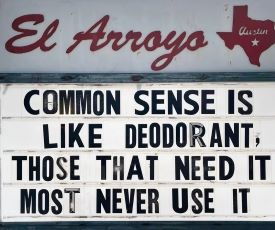 El Arroyo
Austin
COMMON SENSE IS
LIKE DEODORANT,
THOSE THAT NEED IT
MOST NEVER USE IT